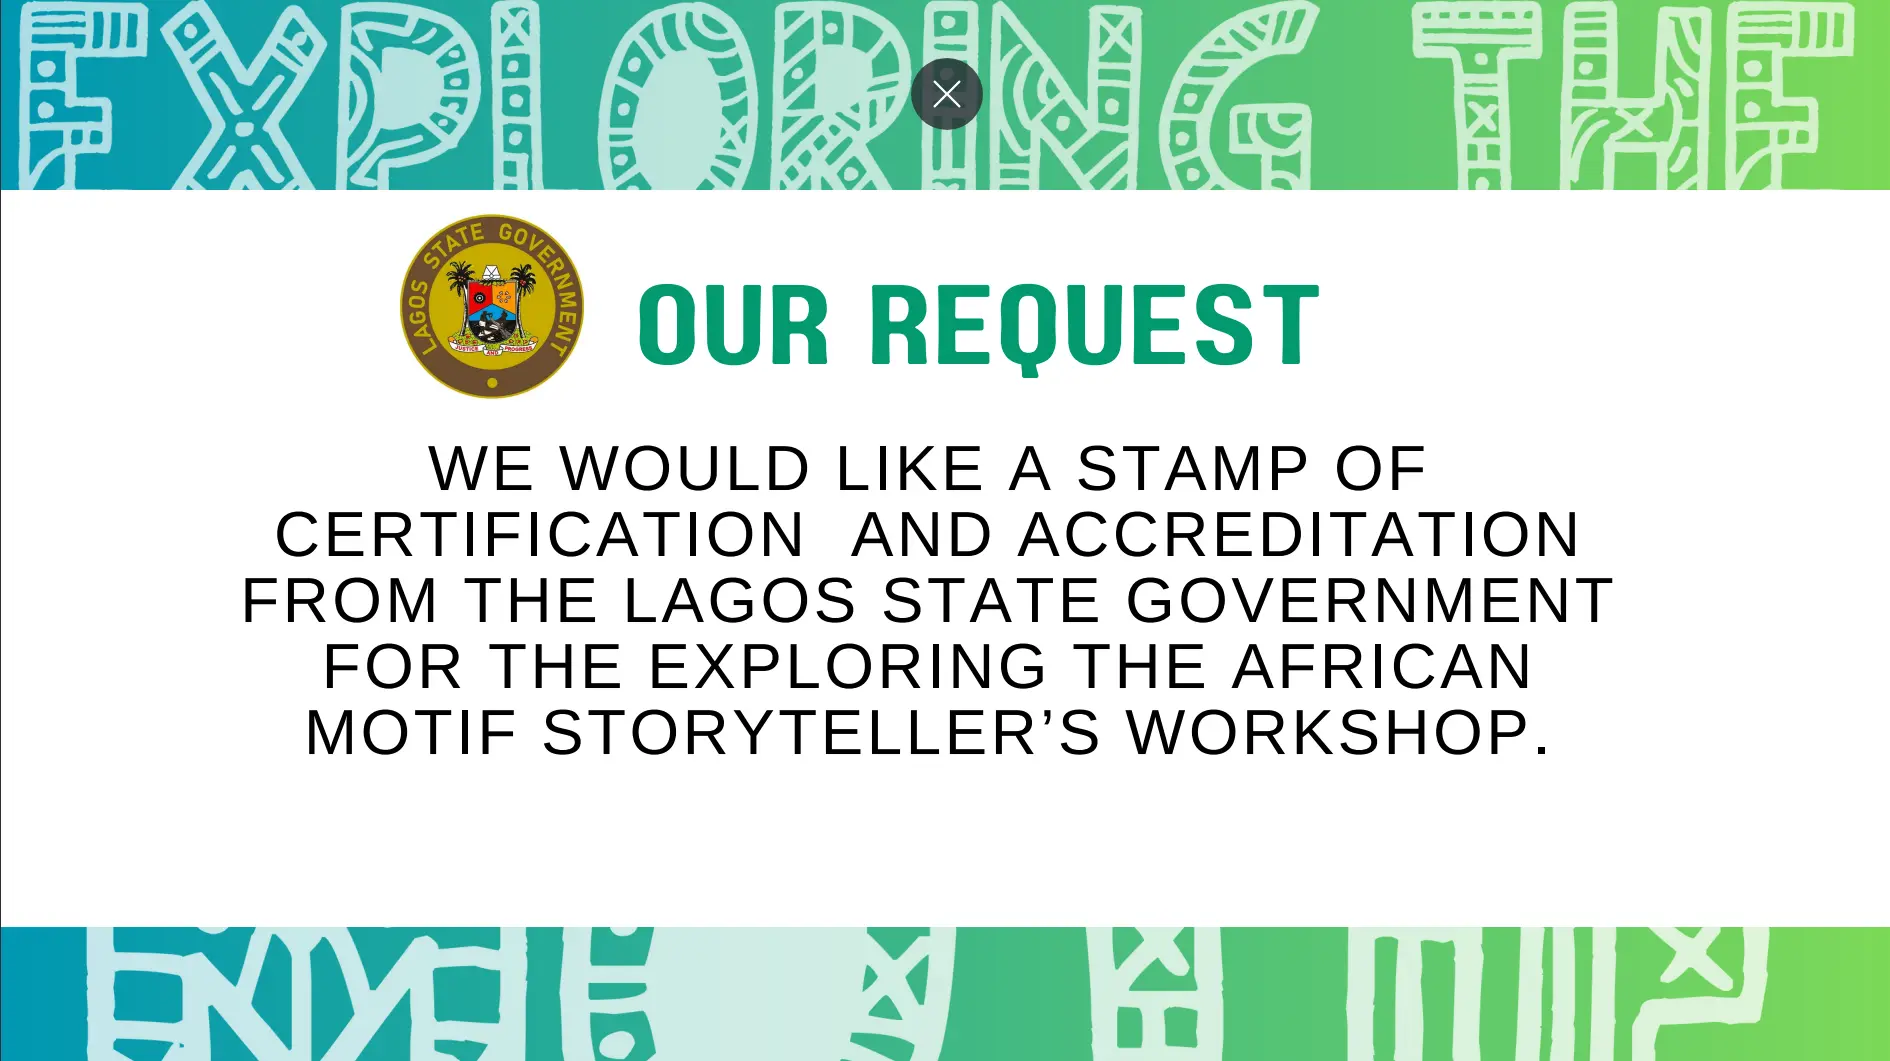 EXPLORING THE
LAGOS STATE GOVERNMENT
JUSTICE AND PROGRESS
OUR REQUEST
WE WOULD LIKE A STAMP OF
CERTIFICATION AND ACCREDITATION
FROM THE LAGOS STATE GOVERNMENT
FOR THE EXPLORING THE AFRICAN
MOTIF STORYTELLER’S WORKSHOP.